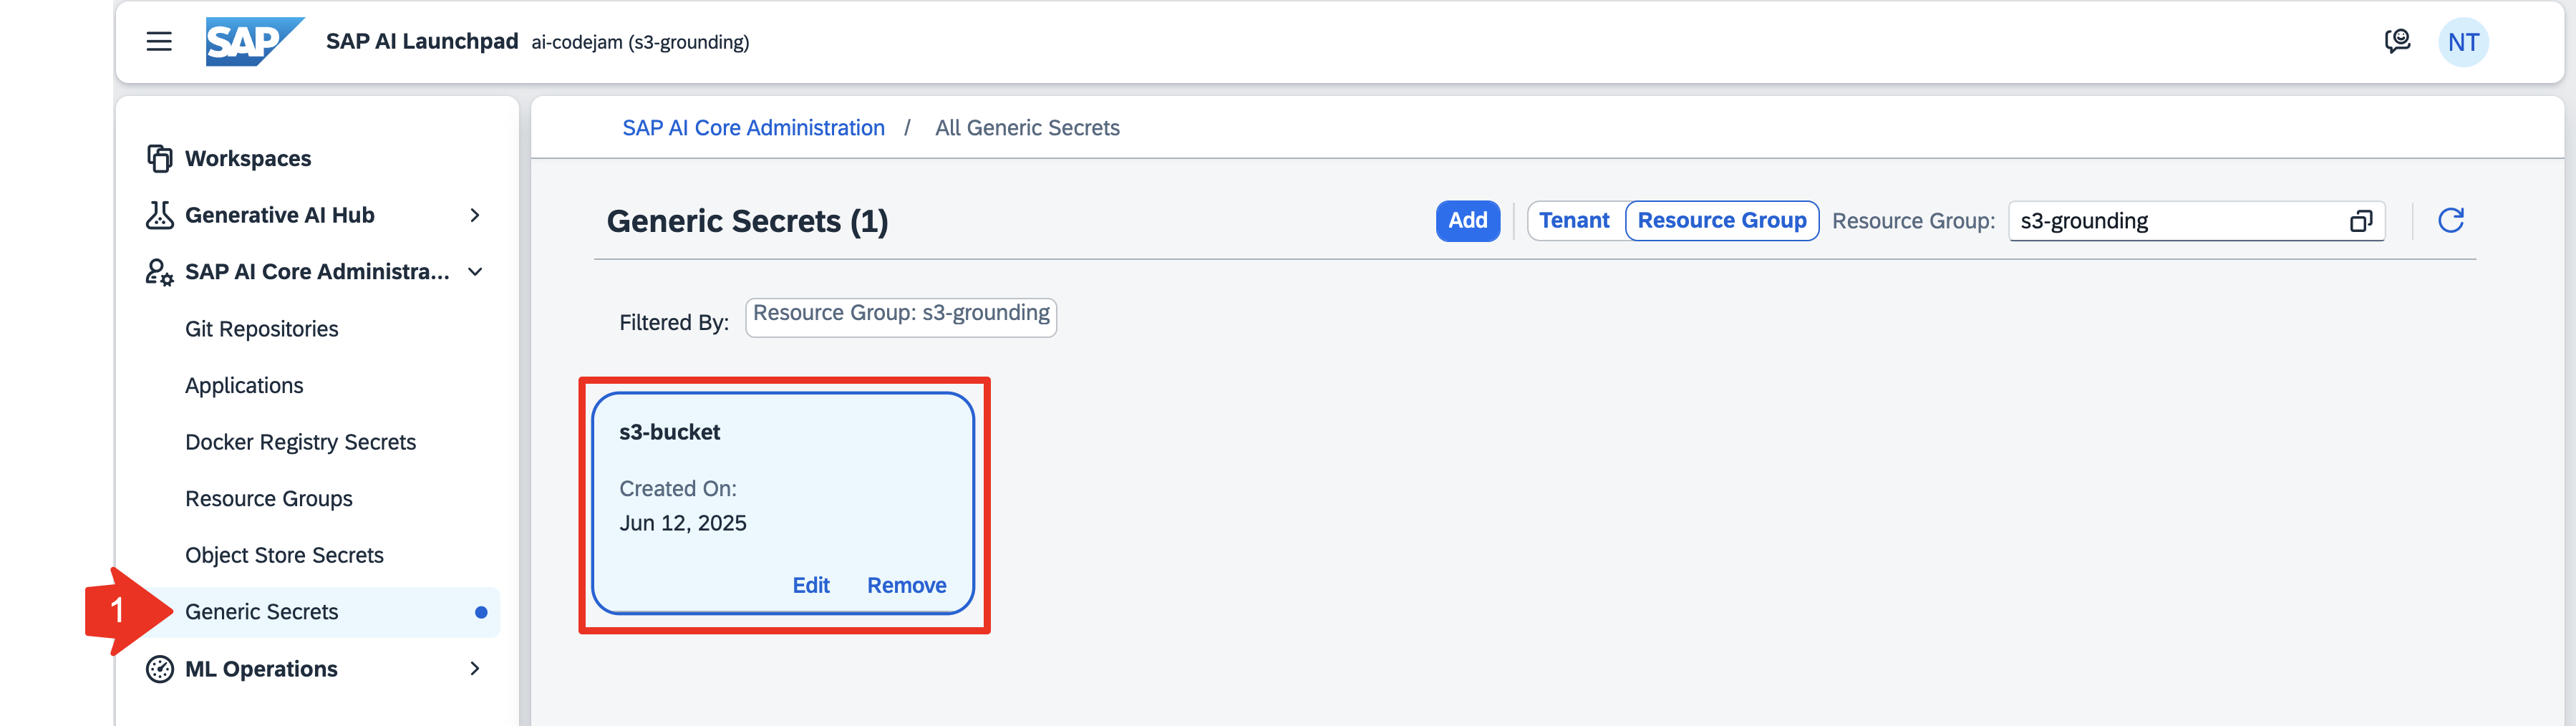 SAP SAP AI Launchpad ai-codejam (s3-grounding) NT
Workspaces
Generative AI Hub
SAP AI Core Administra...
Git Repositories
Applications
Docker Registry Secrets
Resource Groups
Object Store Secrets
1 Generic Secrets
ML Operations
SAP AI Core Administration / All Generic Secrets
Generic Secrets (1) Add Tenant Resource Group Resource Group: s3-grounding
Filtered By: Resource Group: s3-grounding
s3-bucket
Created On:
Jun 12, 2025
Edit Remove